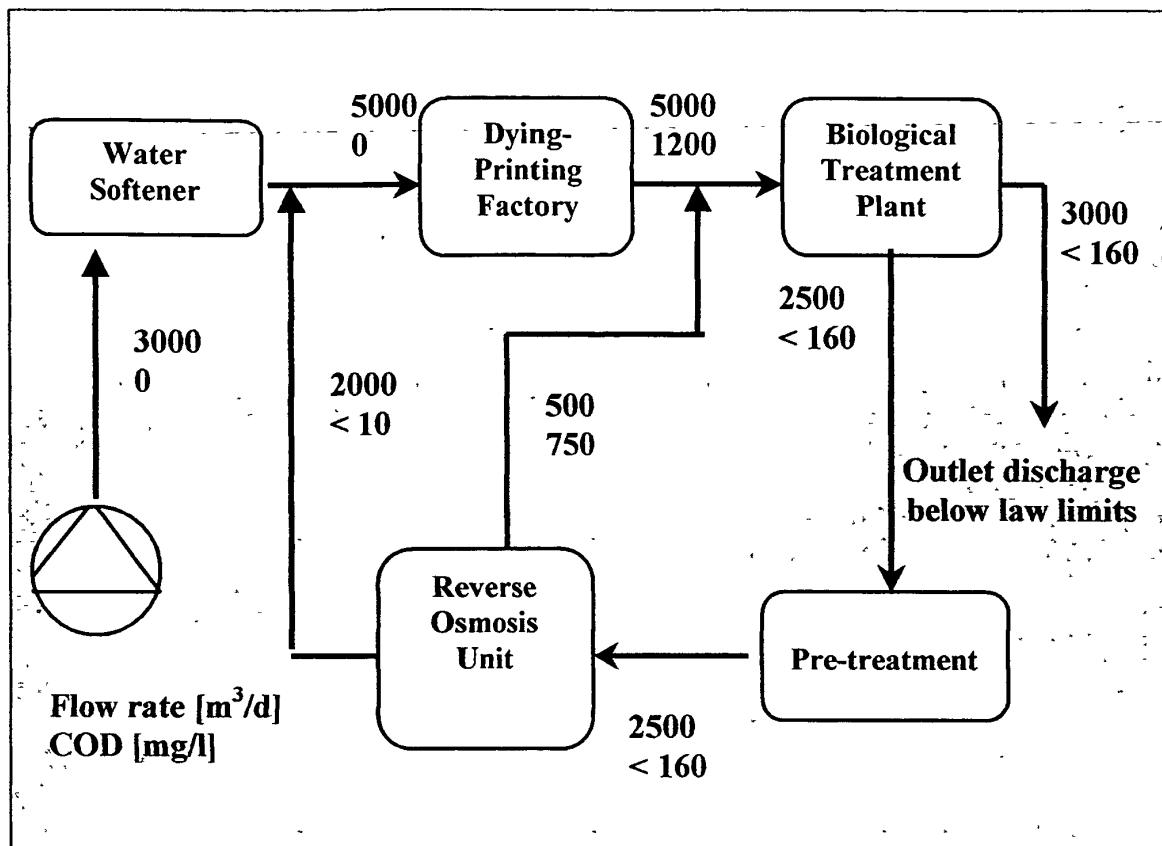 5000
0
5000
1200
Water
Softener
Dying-
Printing
Factory
Biological
Treatment
Plant
3000
< 160
2500
< 160
3000
0
2000
< 10
500
750
Outlet discharge
below law limits
Reverse
Osmosis
Unit
Pre-treatment
Flow rate [m³/d]
COD [mg/l]
2500
< 160